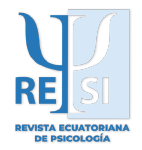 RE SI
REVISTA ECUATORIANA
DE PSICOLOGÍA